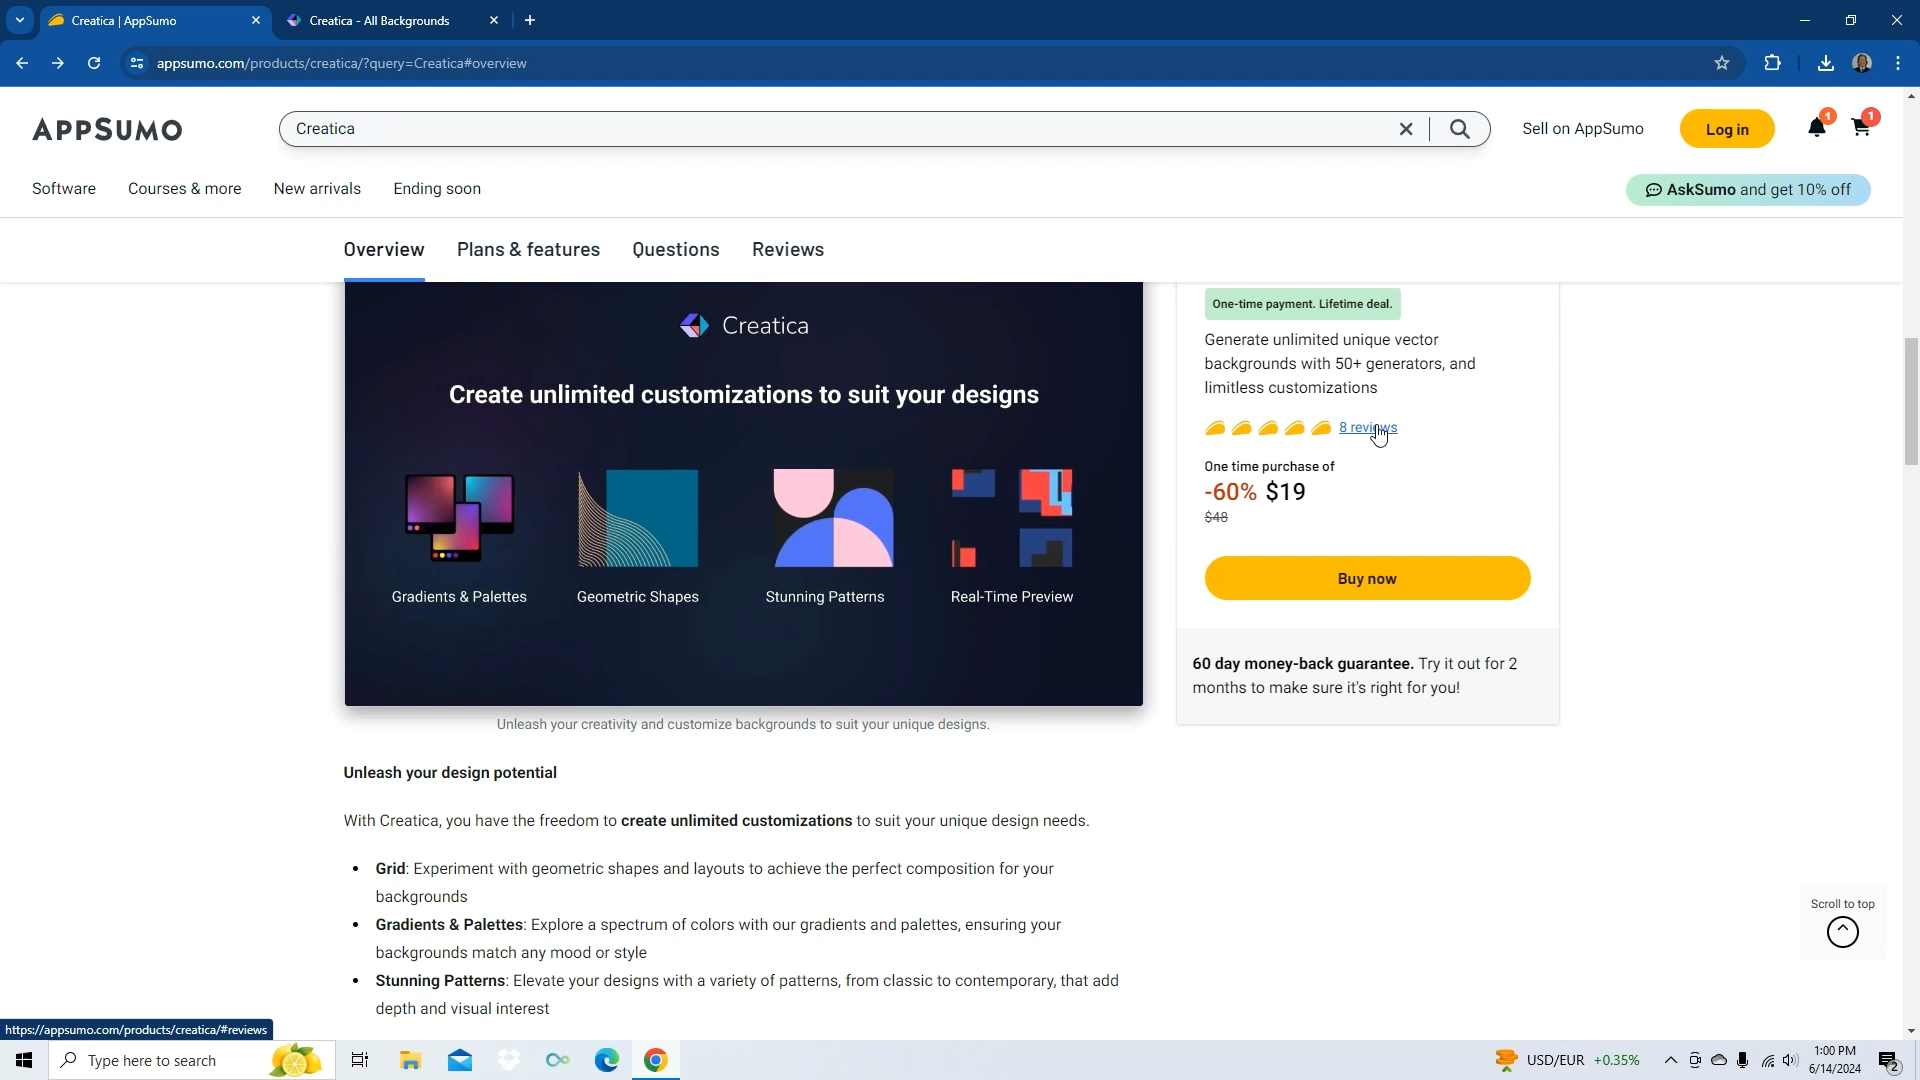 Creatica | AppSumo
Creatica - All Backgrounds
appsumo.com/products/creatica/?query=Creatica#overview
APPSUMO
Creatica
Sell on AppSumo
Log in
1
1
Software
Courses & more
New arrivals
Ending soon
AskSumo and get 10% off
Overview
Plans & features
Questions
Reviews
Creatica
Create unlimited customizations to suit your designs
Gradients & Palettes
Geometric Shapes
Stunning Patterns
Real-Time Preview
Unleash your creativity and customize backgrounds to suit your unique designs.
One-time payment. Lifetime deal.
Generate unlimited unique vector
backgrounds with 50+ generators, and
limitless customizations
8 reviews
One time purchase of
-60% $19
$48
Buy now
60 day money-back guarantee. Try it out for 2
months to make sure it's right for you!
Unleash your design potential
With Creatica, you have the freedom to create unlimited customizations to suit your unique design needs.
• Grid: Experiment with geometric shapes and layouts to achieve the perfect composition for your
backgrounds
• Gradients & Palettes: Explore a spectrum of colors with our gradients and palettes, ensuring your
backgrounds match any mood or style
• Stunning Patterns: Elevate your designs with a variety of patterns, from classic to contemporary, that add
depth and visual interest
Scroll to top
https://appsumo.com/products/creatica/#reviews
Type here to search
USD/EUR +0.35%
1:00 PM
6/14/2024
2